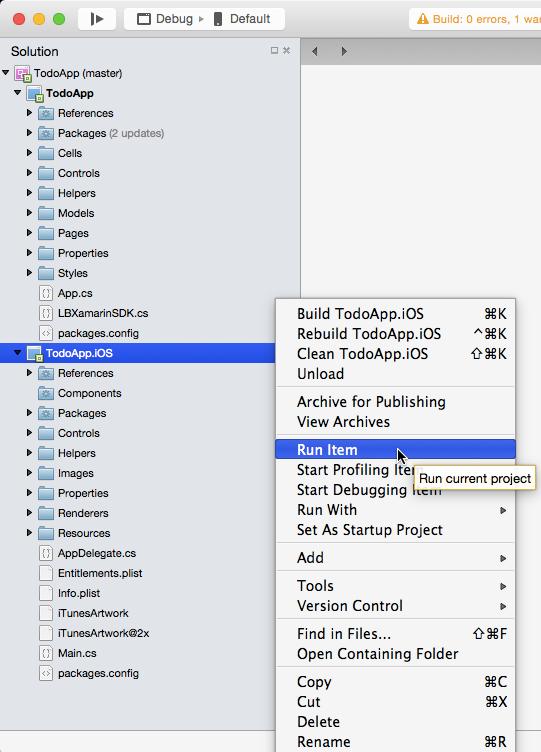 Debug › Default
Build: 0 errors, 1 wa
Solution
TodoApp (master)
TodoApp
References
Packages (2 updates)
Cells
Controls
Helpers
Models
Pages
Properties
Styles
App.cs
LBXamarinSDK.cs
packages.config
TodoApp.iOS
References
Components
Packages
Controls
Helpers
Images
Properties
Renderers
Resources
AppDelegate.cs
Entitlements.plist
Info.plist
iTunesArtwork
iTunesArtwork@2x
Main.cs
packages.config
Build TodoApp.iOS ⌘K
Rebuild TodoApp.iOS ^⌘K
Clean TodoApp.iOS ⇧⌘K
Unload
Archive for Publishing
View Archives
Run Item
Start Profiling Item
Run current project
Start Debugging Item
Run With
Set As Startup Project
Add
Tools
Version Control
Find in Files... ⇧⌘F
Open Containing Folder
Copy ⌘C
Cut ⌘X
Delete
Rename ⌘R